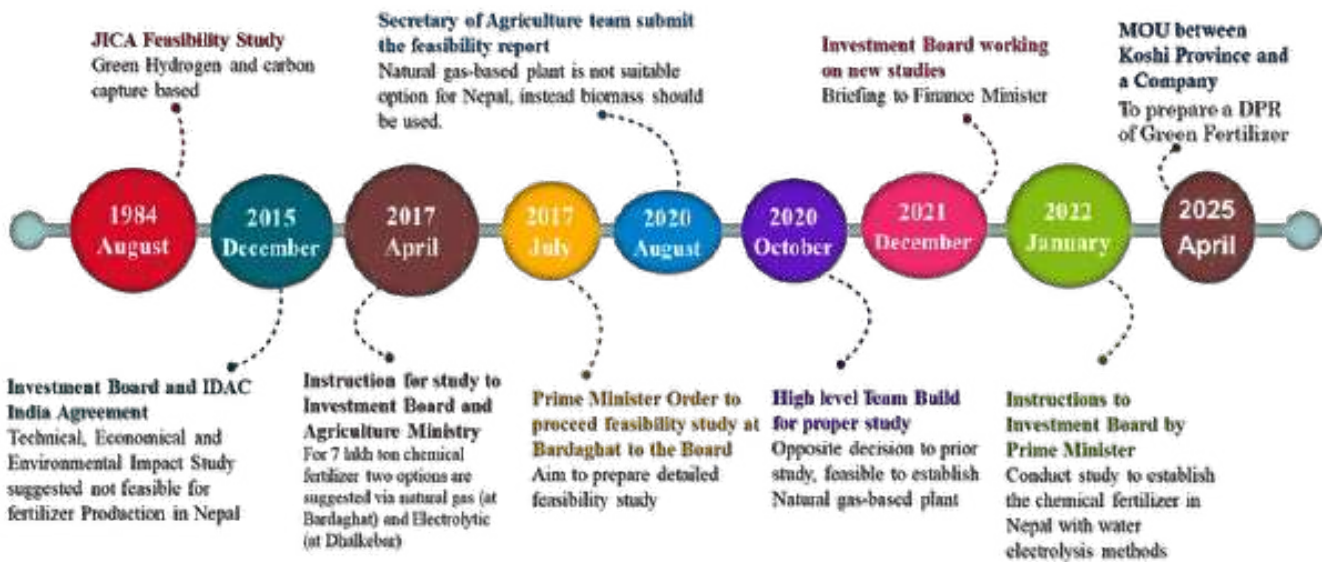 JICA Feasibility Study
Green Hydrogen and carbon
capture based
Secretary of Agriculture team submit
the feasibility report
Natural gas-based plant is not suitable
option for Nepal, instead biomass should
be used.
Investment Board working
on new studies
Briefing to Finance Minister
MOU between
Koshi Province and
a Company
To prepare a DPR
of Green Fertilizer
1984
August
2015
December
2017
April
2017
July
2020
August
2020
October
2021
December
2022
January
2025
April
Investment Board and IDAC
India Agreement
Technical, Economical and
Environmental Impact Study
suggested not feasible for
fertilizer Production in Nepal
Instruction for study to
Investment Board and
Agriculture Ministry
For 7 lakh ton chemical
fertilizer two options are
suggested via natural gas (at
Bardaghat) and Electrolytic
(at Dhalkebar)
Prime Minister Order to
proceed feasibility study at
Bardaghat to the Board
Aim to prepare detailed
feasibility study
High level Team Build
for proper study
Opposite decision to prior
study, feasible to establish
Natural gas-based plant
Instructions to
Investment Board by
Prime Minister
Conduct study to establish
the chemical fertilizer in
Nepal with water
electrolysis methods